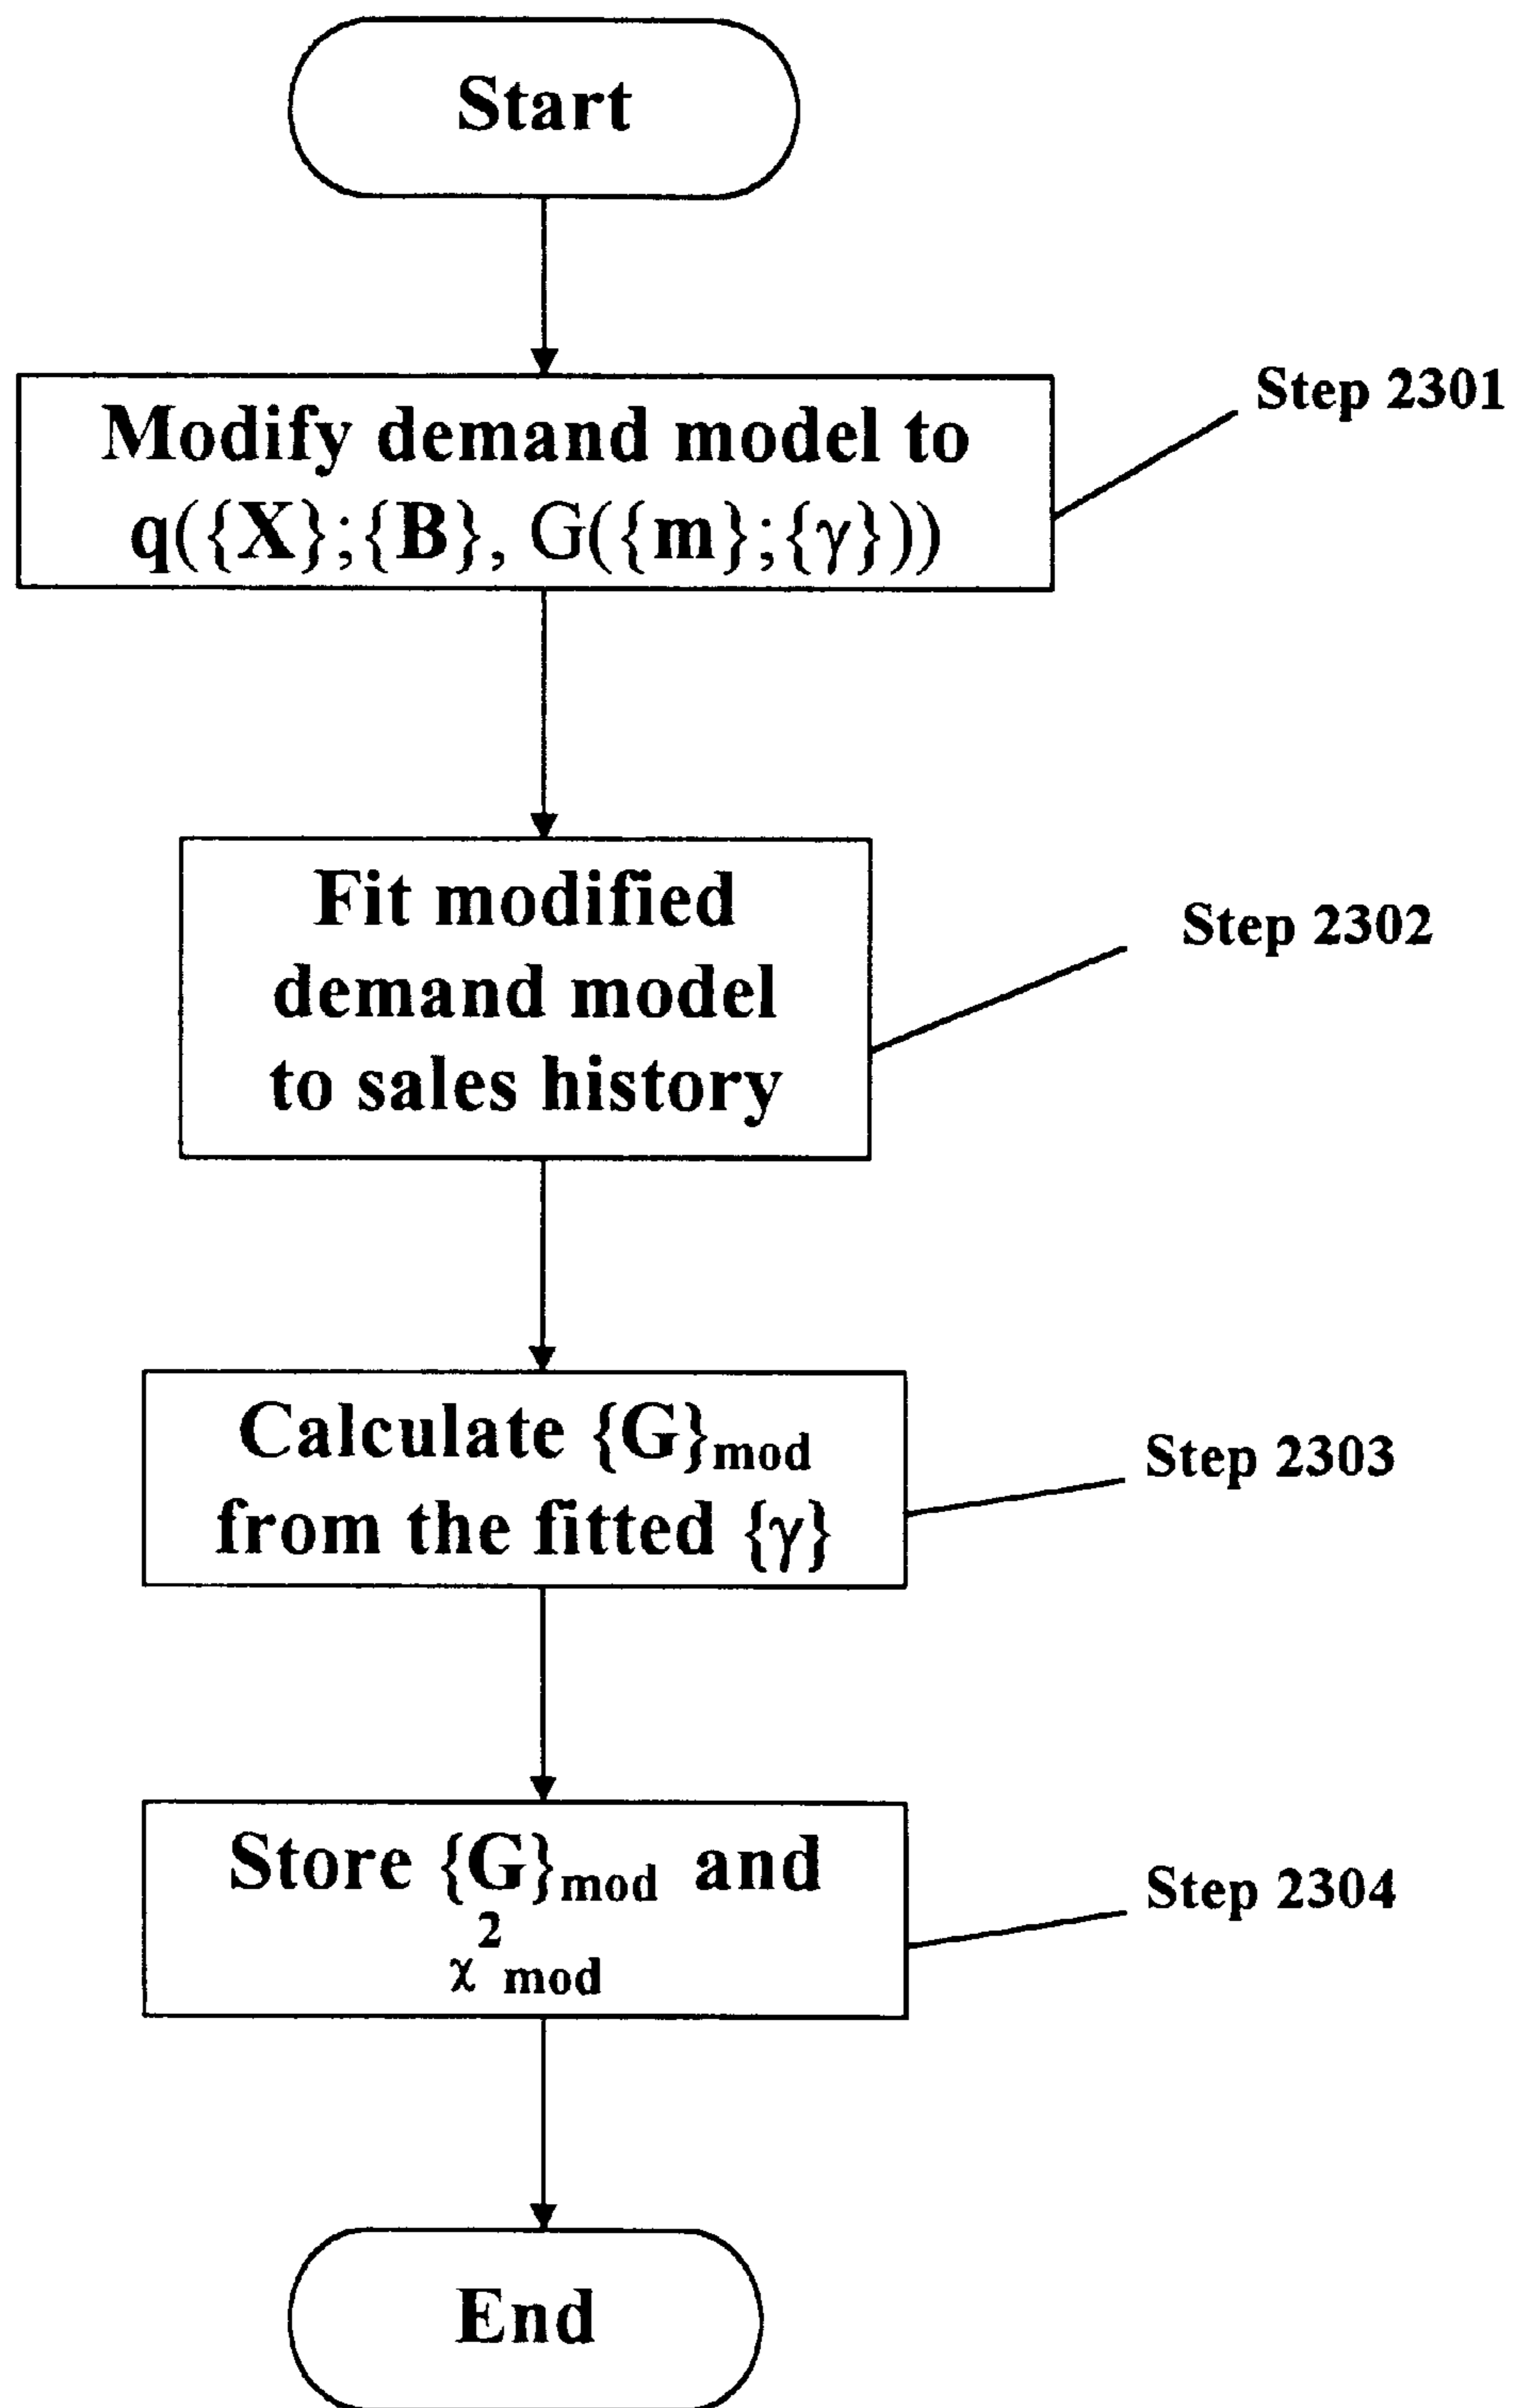 Start
Step 2301
Modify demand model to
q({X};{B}, G({m};{γ}))
Step 2302
Fit modified
demand model
to sales history
Step 2303
Calculate {G}mod
from the fitted {γ}
Step 2304
Store {G}mod and
χ²mod
End